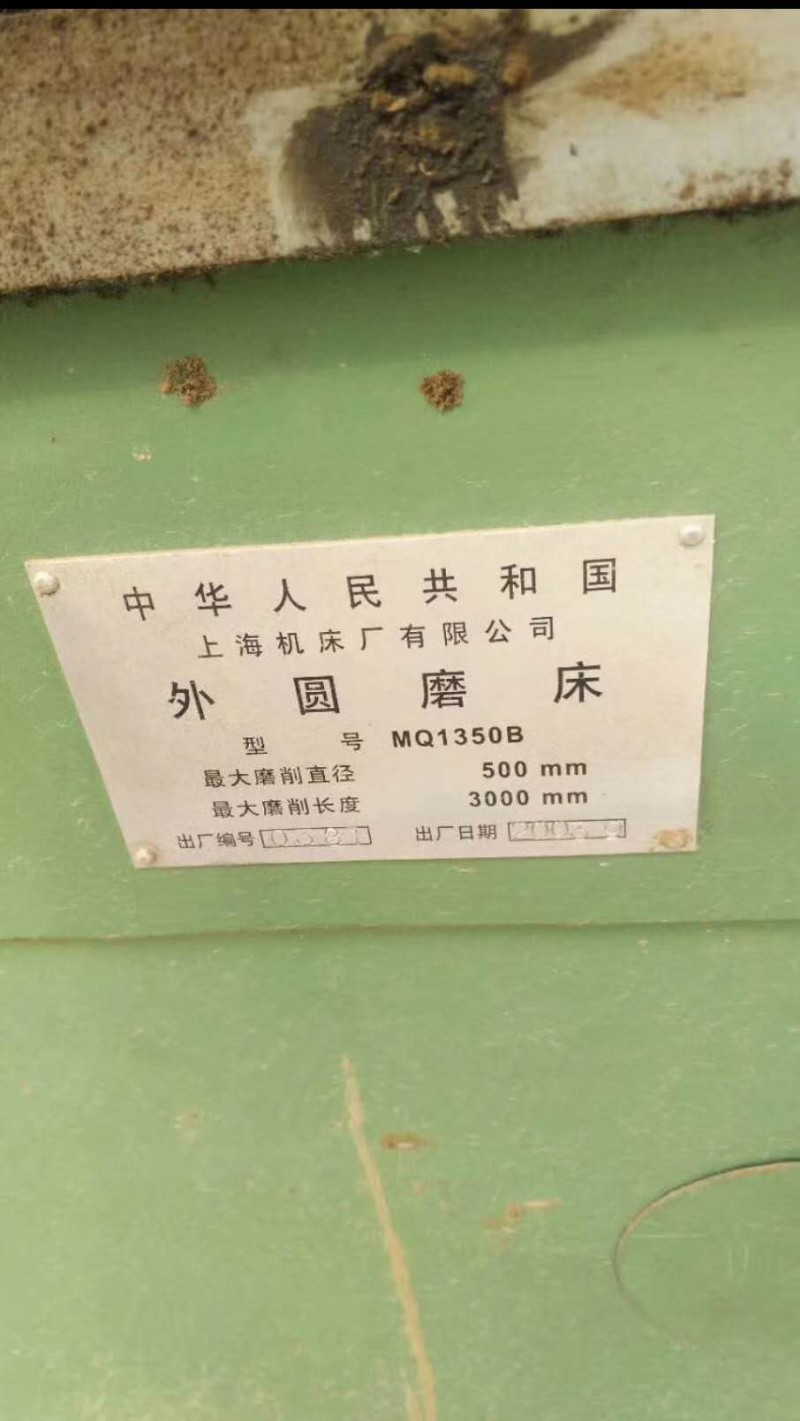 中华人民共和国
上海机床厂有限公司
外圆磨床
型号 MQ1350B
最大磨削直径 500 mm
最大磨削长度 3000 mm
出厂编号 出厂日期